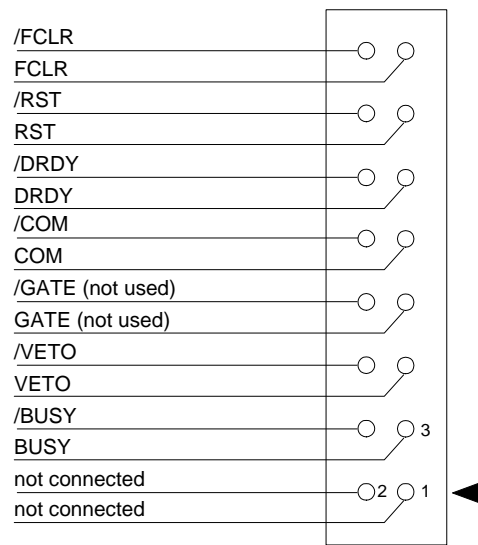 /FCLR
FCLR
/RST
RST
/DRDY
DRDY
/COM
COM
/GATE (not used)
GATE (not used)
/VETO
VETO
/BUSY
3
BUSY
not connected
2 1
not connected